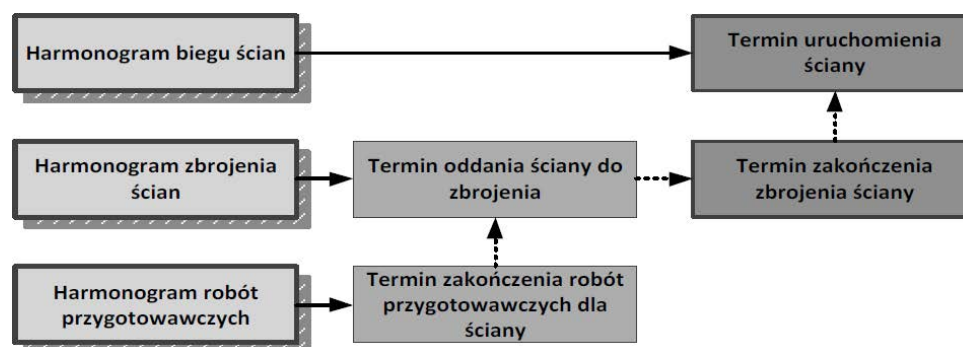 Harmonogram biegu ścian
Termin uruchomienia
ściany
Harmonogram zbrojenia
ścian
Termin oddania ściany do
zbrojenia
Termin zakończenia
zbrojenia ściany
Harmonogram robót
przygotowawczych
Termin zakończenia robót
przygotowawczych dla
ściany